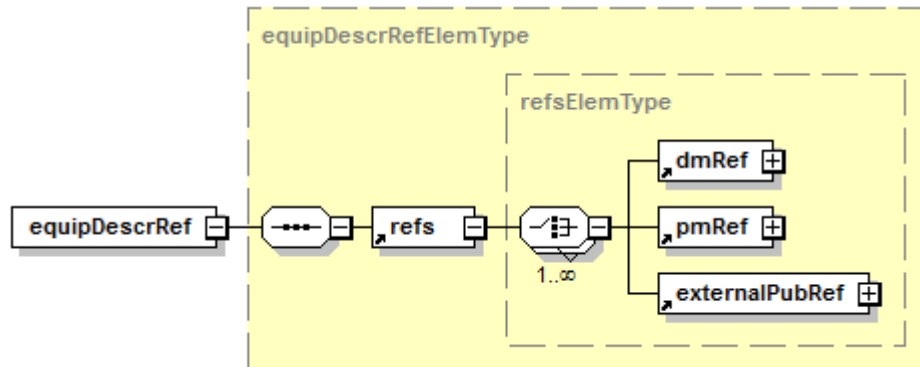 equipDescrRefElemType
refsElemType
dmRef
equipDescrRef
refs
pmRef
1..∞
externalPubRef